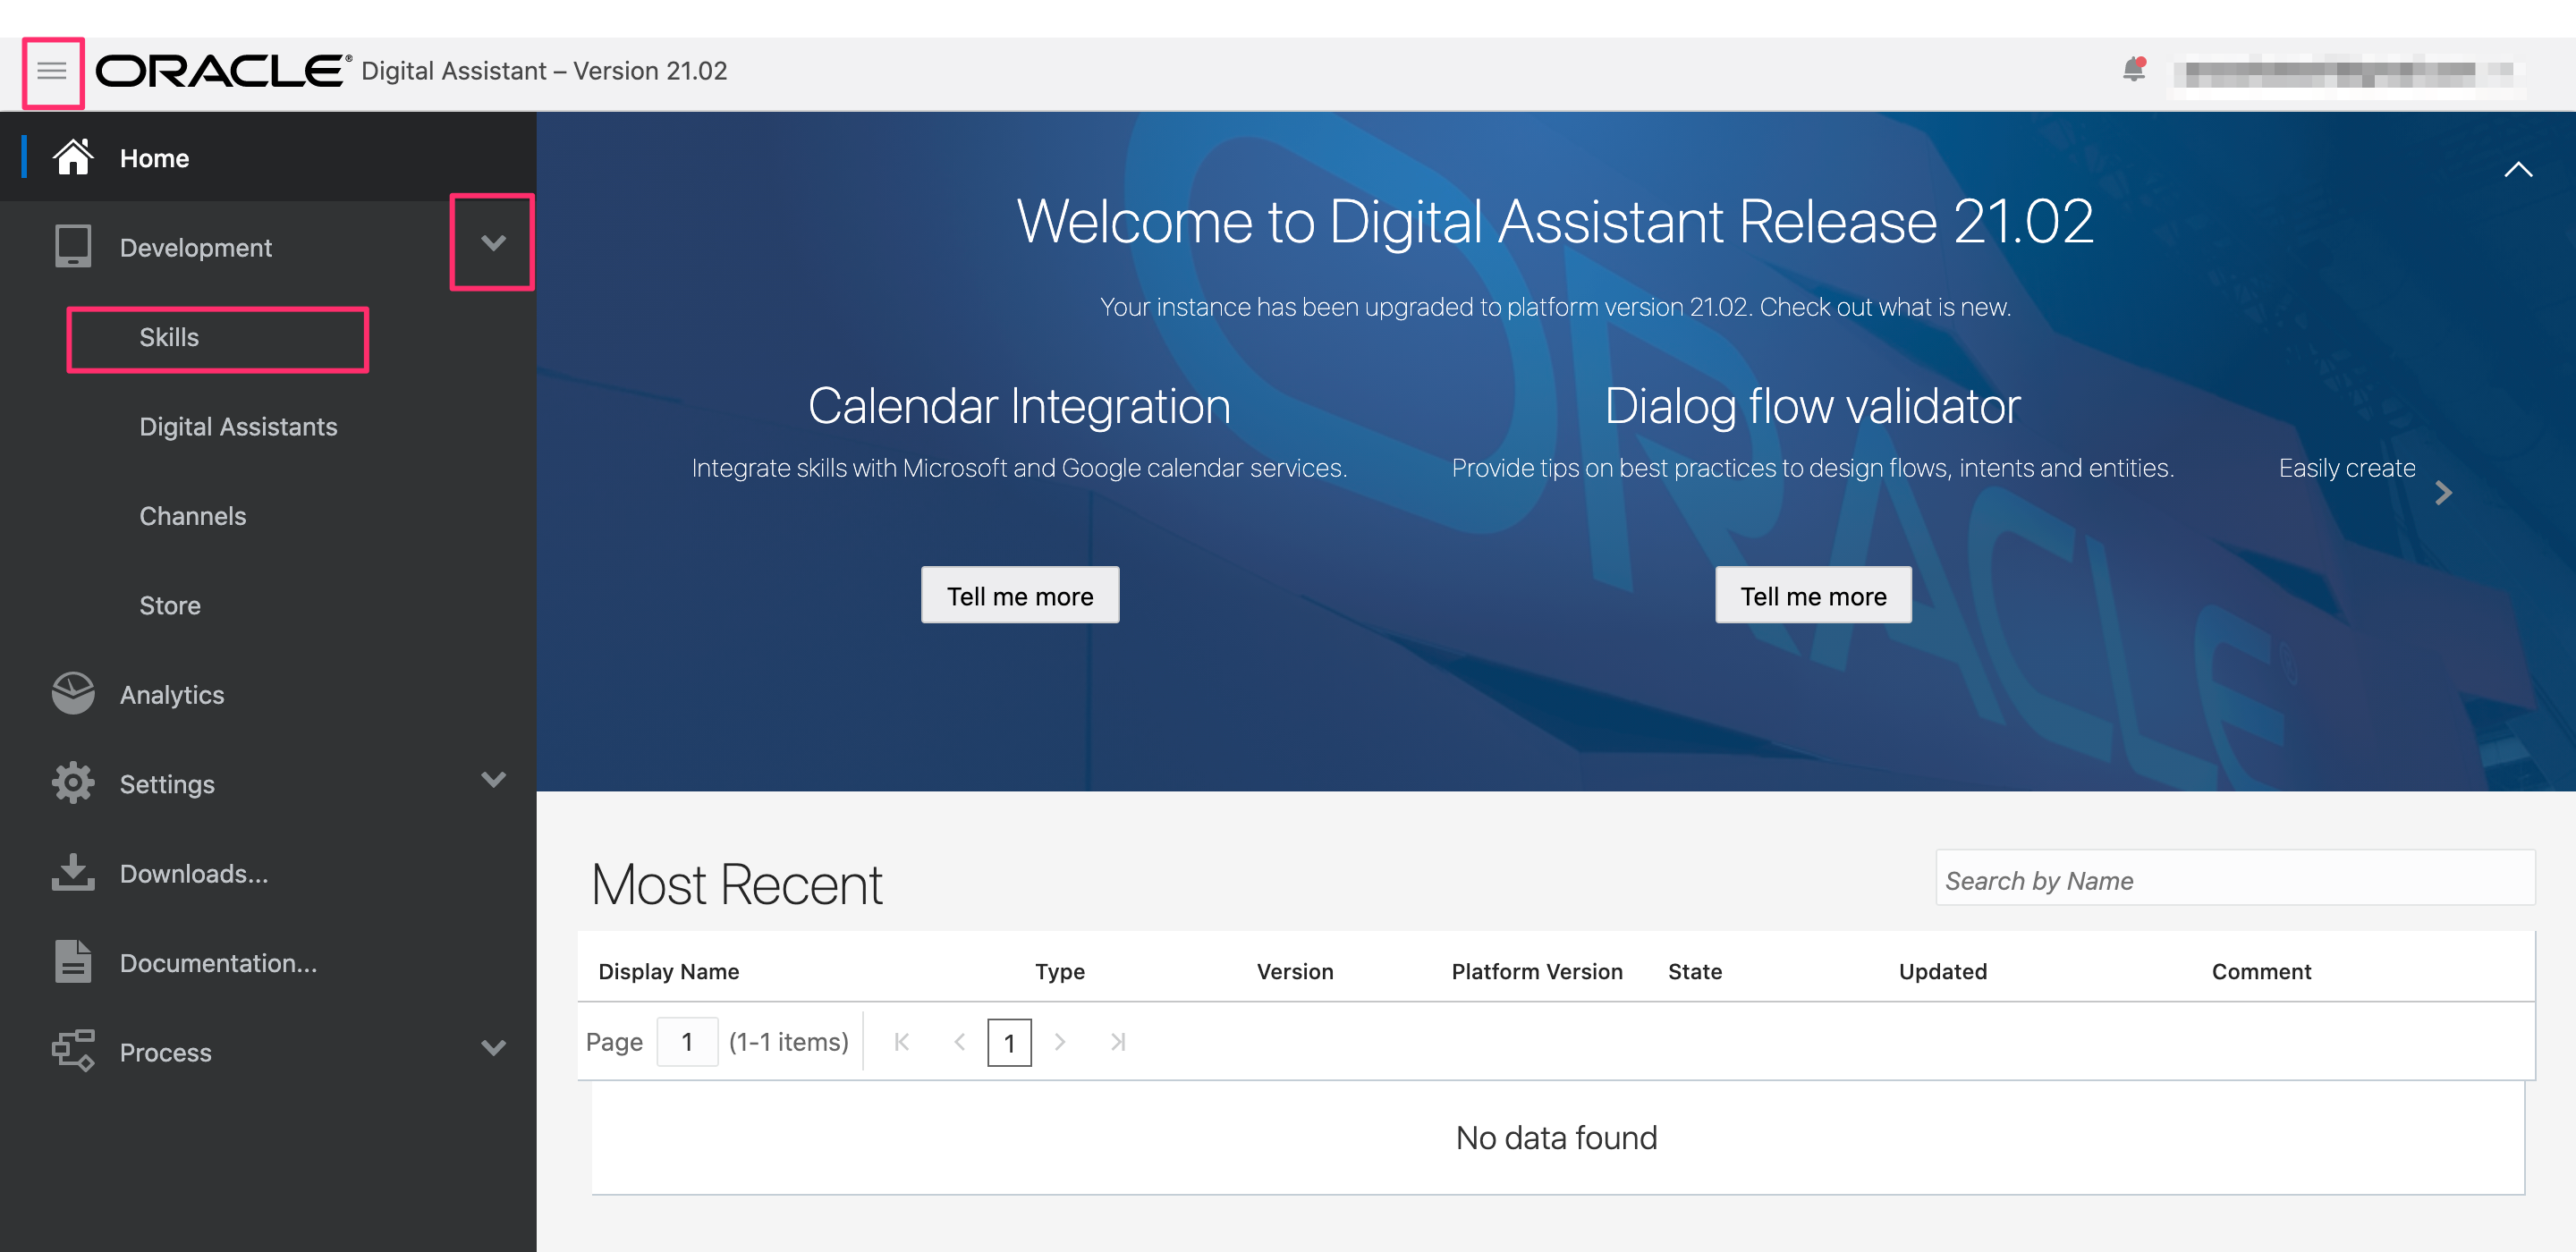 ORACLE® Digital Assistant – Version 21.02
Home
Development
Skills
Digital Assistants
Channels
Store
Analytics
Settings
Downloads...
Documentation...
Process
Welcome to Digital Assistant Release 21.02
Your instance has been upgraded to platform version 21.02. Check out what is new.
Calendar Integration
Integrate skills with Microsoft and Google calendar services.
Tell me more
Dialog flow validator
Provide tips on best practices to design flows, intents and entities.
Tell me more
Easily create
ORACLE®
Most Recent
Search by Name
Display Name Type Version Platform Version State Updated Comment
Page 1 (1-1 items) 1
No data found